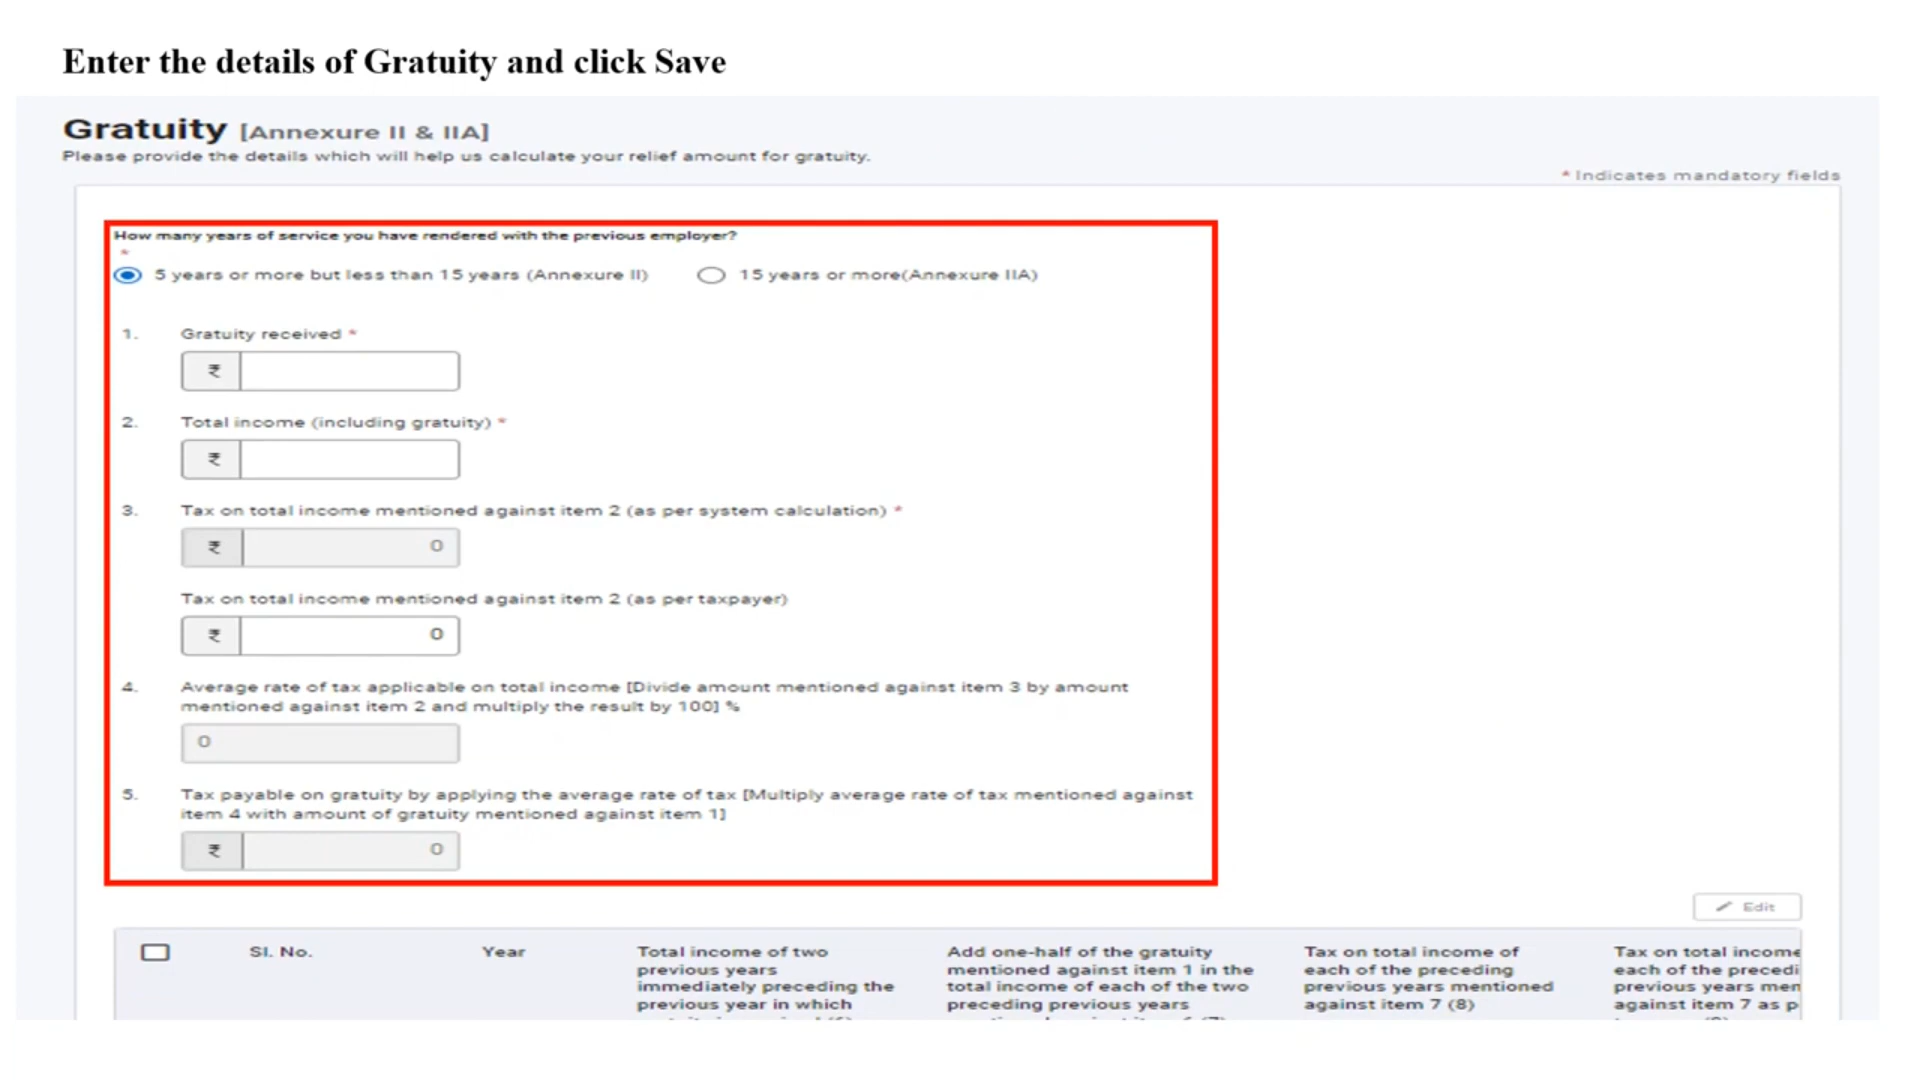 Enter the details of Gratuity and click Save
Gratuity [Annexure II & IIA]
Please provide the details which will help us calculate your relief amount for gratuity.
* Indicates mandatory fields
How many years of service you have rendered with the previous employer?
*
5 years or more but less than 15 years (Annexure II)
15 years or more(Annexure IIA)
1. Gratuity received *
₹
2. Total income (including gratuity) *
₹
3. Tax on total income mentioned against item 2 (as per system calculation) *
₹ 0
Tax on total income mentioned against item 2 (as per taxpayer)
₹ 0
4. Average rate of tax applicable on total income [Divide amount mentioned against item 3 by amount
mentioned against item 2 and multiply the result by 100] %
0
5. Tax payable on gratuity by applying the average rate of tax [Multiply average rate of tax mentioned against
item 4 with amount of gratuity mentioned against item 1]
₹ 0
Edit
Sl. No.
Year
Total income of two
previous years
immediately preceding the
previous year in which
Add one-half of the gratuity
mentioned against item 1 in the
total income of each of the two
preceding previous years
Tax on total income of
each of the preceding
previous years mentioned
against item 7 (8)
Tax on total income
each of the precedi
previous years men
against item 7 as p